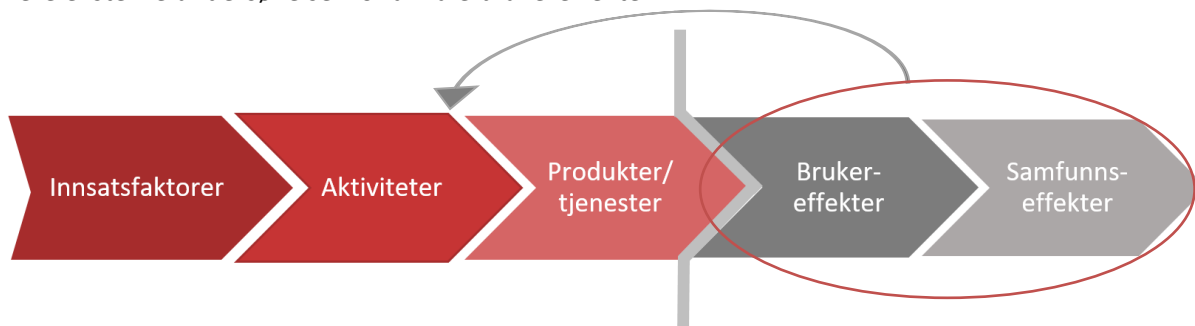 Innsatsfaktorer
Aktiviteter
Produkter/
tjenester
Bruker-
effekter
Samfunns-
effekter